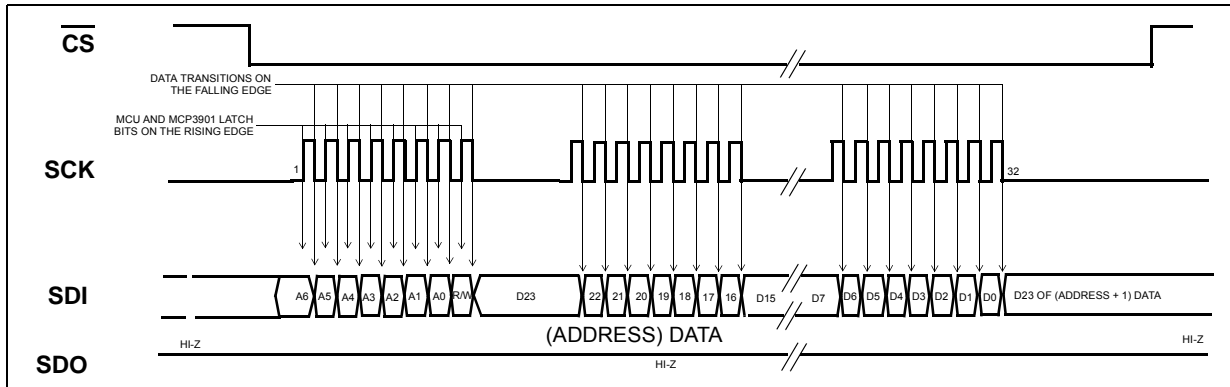 CS
DATA TRANSITIONS ON
THE FALLING EDGE
MCU AND MCP3901 LATCH
BITS ON THE RISING EDGE
SCK
1
32
SDI
A6 A5 A4 A3 A2 A1 A0 R/W D23 22 21 20 19 18 17 16 D15 D7 D6 D5 D4 D3 D2 D1 D0 D23 OF (ADDRESS + 1) DATA
(ADDRESS) DATA
HI-Z HI-Z HI-Z
SDO